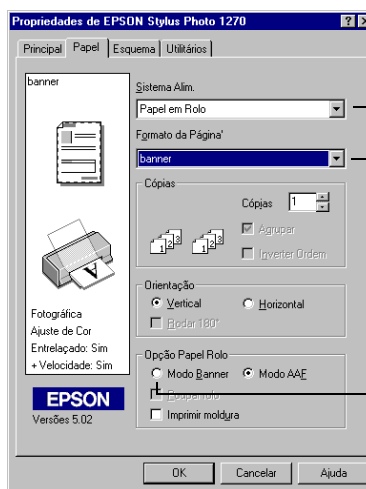 Propriedades de EPSON Stylus Photo 1270
Principal Papel Esquema Utilitários
banner
Sistema Alim.
Papel em Rolo
Formato da Página'
banner
Cópias
Cópias 1
Agrupar
Inverter Ordem
Orientação
Vertical Horizontal
Rodar 180°
Fotográfica
Ajuste de Cor
Entrelaçado: Sim
+ Velocidade: Sim
EPSON
Versões 5.02
Opção Papel Rolo
Modo Banner Modo AAF
Poupar rolo
Imprimir moldura
OK Cancelar Ajuda